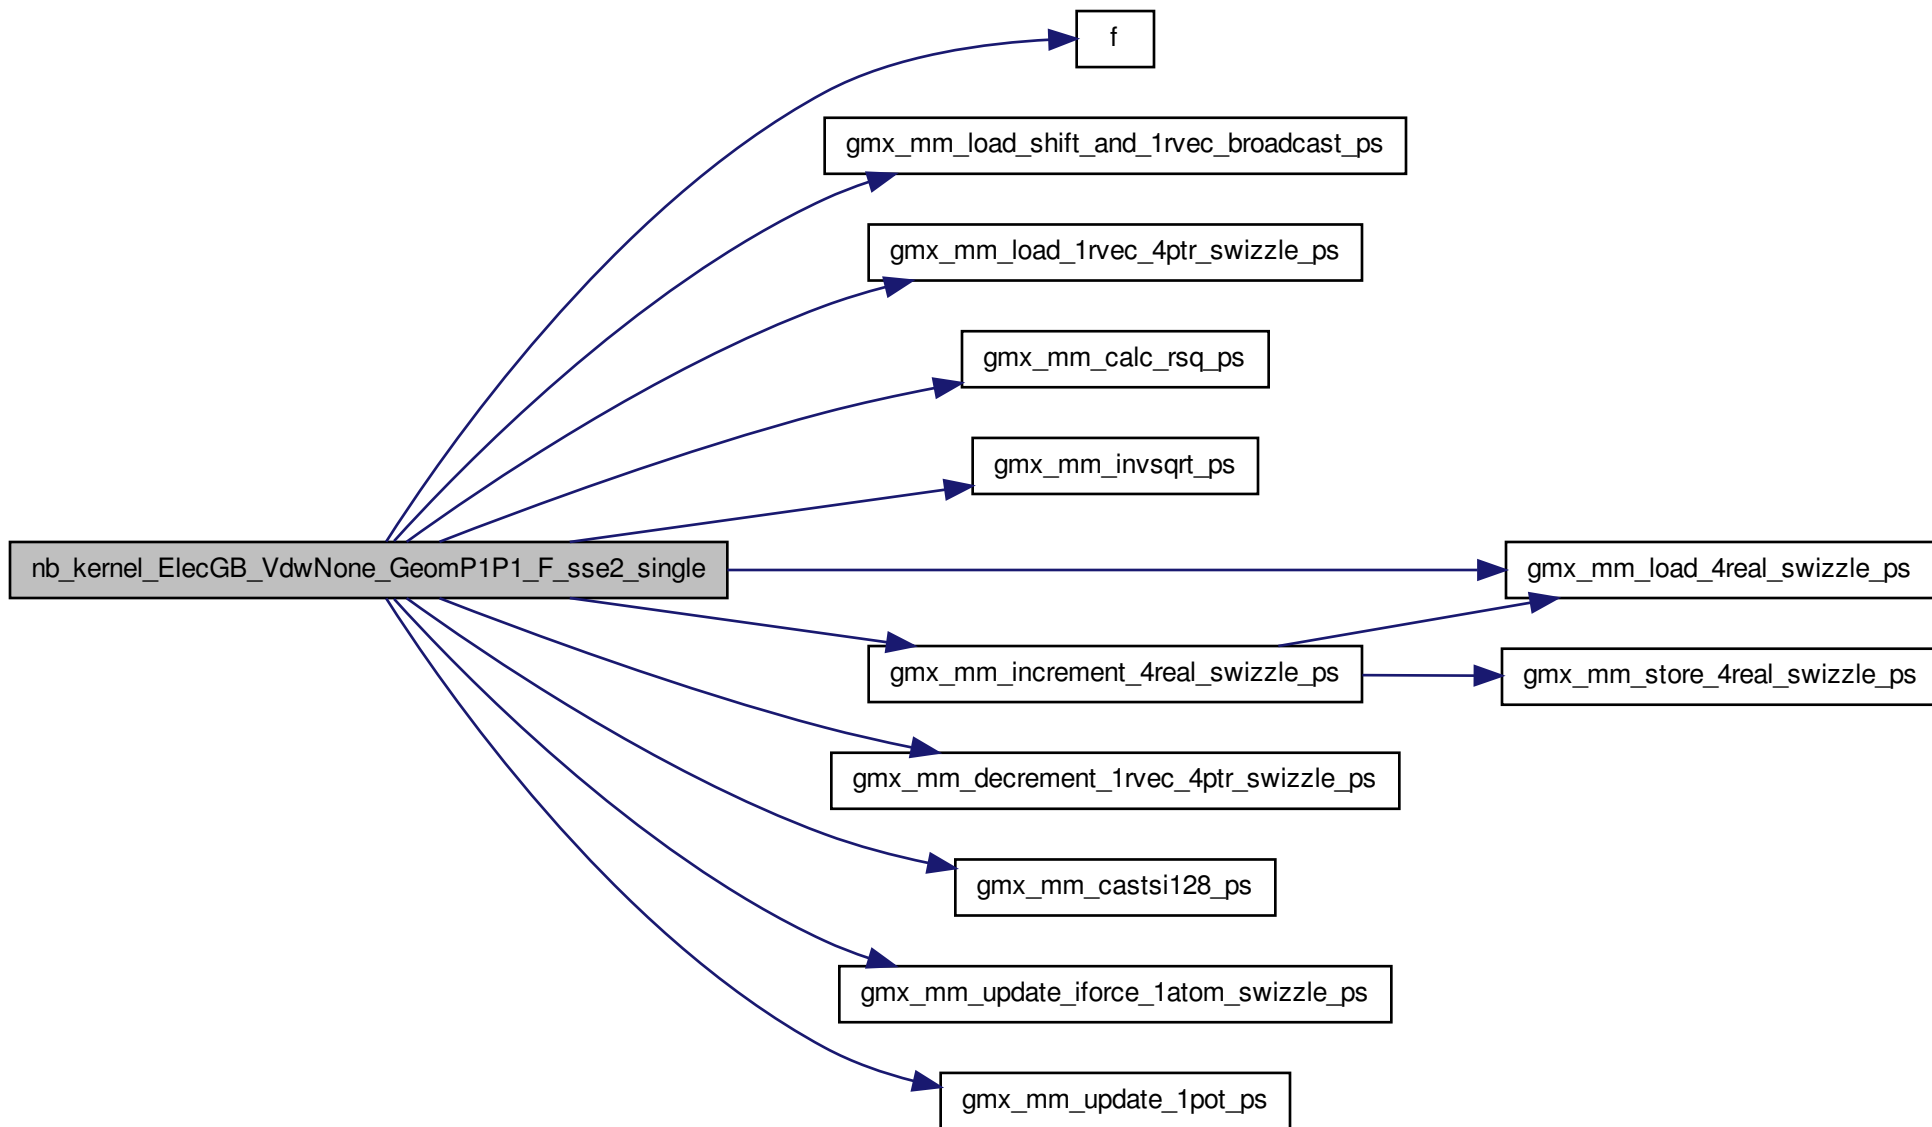 f
gmx_mm_load_shift_and_1rvec_broadcast_ps
gmx_mm_load_1rvec_4ptr_swizzle_ps
gmx_mm_calc_rsq_ps
gmx_mm_invsqrt_ps
nb_kernel_ElecGB_VdwNone_GeomP1P1_F_sse2_single
gmx_mm_load_4real_swizzle_ps
gmx_mm_increment_4real_swizzle_ps
gmx_mm_store_4real_swizzle_ps
gmx_mm_decrement_1rvec_4ptr_swizzle_ps
gmx_mm_castsi128_ps
gmx_mm_update_iforce_1atom_swizzle_ps
gmx_mm_update_1pot_ps